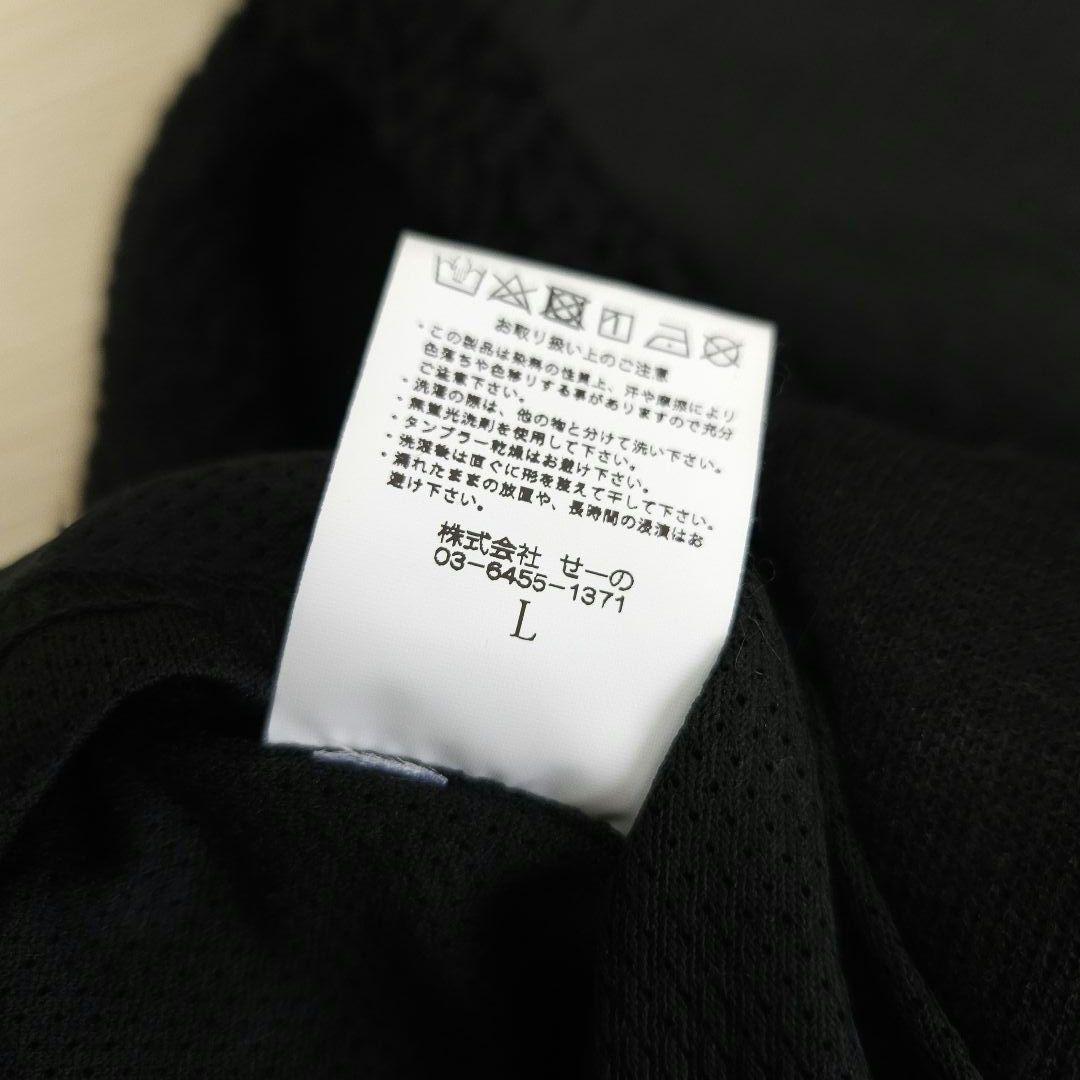 お取り扱い上のご注意
・この製品は染料の性質上、汗や摩擦により
色落ちや色移りする事がありますので充分
ご注意下さい。
・洗濯の際は、他の物と分けて洗い下さい。
・無蛍光洗剤を使用して下さい。
・タンブラー乾燥はお避け下さい。
・洗濯後は直ぐに形を整えて干して下さい。
・濡れたままの放置や、長時間の浸漬はお
避け下さい。
株式会社 せーの
03-6455-1371
L